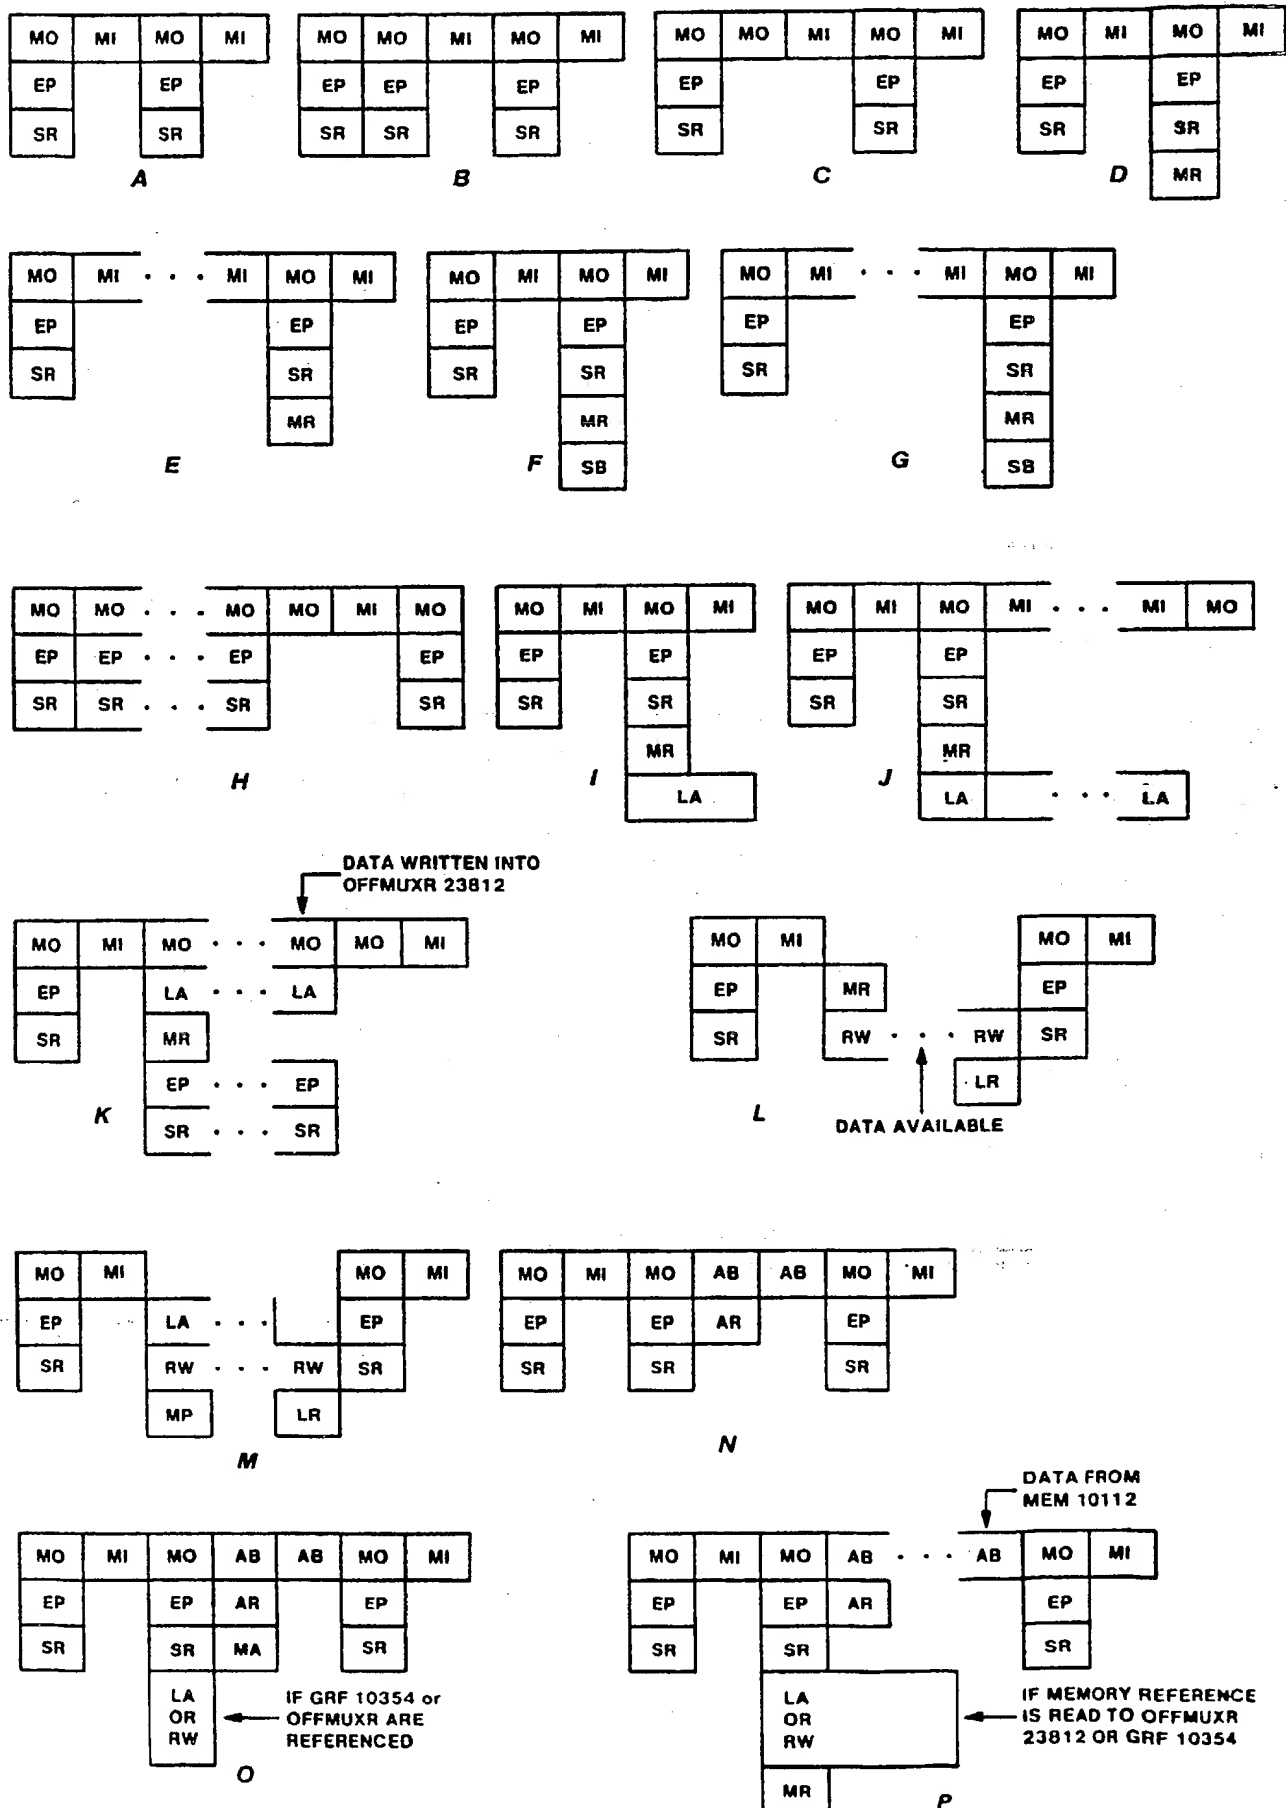 MO MI MO MI
EP EP
SR SR
A
MO MO MI MO MI
EP EP EP
SR SR SR
B
MO MO MI MO MI
EP EP
SR SR
C
MO MI MO MI
EP EP
SR SR
MR
D
MO MI · · · MI MO MI
EP EP
SR SR
MR
E
MO MI MO MI
EP EP
SR SR
MR
SB
F
MO MI · · · MI MO MI
EP EP
SR SR
MR
SB
G
MO MO · · · MO MO MI MO
EP EP · · · EP EP
SR SR · · · SR SR
H
MO MI MO MI
EP EP
SR SR
MR
LA
I
MO MI MO MI · · · MI MO
EP EP
SR SR
MR
LA · · · LA
J
DATA WRITTEN INTO
OFFMUXR 23812
MO MI MO · · · MO MO MI
EP LA · · · LA
SR MR
EP · · · EP
SR · · · SR
K
MO MI MO MI
EP MR EP
SR RW · · · RW SR
LR
DATA AVAILABLE
L
MO MI MO MI
EP LA · · · EP
SR RW · · · RW SR
MP LR
M
MO MI MO AB AB MO MI
EP EP AR EP
SR SR SR
N
MO MI MO AB AB MO MI
EP EP AR EP
SR SR MA SR
LA
OR
RW
IF GRF 10354 or
OFFMUXR ARE
REFERENCED
O
DATA FROM
MEM 10112
MO MI MO AB · · · AB MO MI
EP EP AR EP
SR SR SR
LA
OR
RW
IF MEMORY REFERENCE
IS READ TO OFFMUXR
23812 OR GRF 10354
MR
P